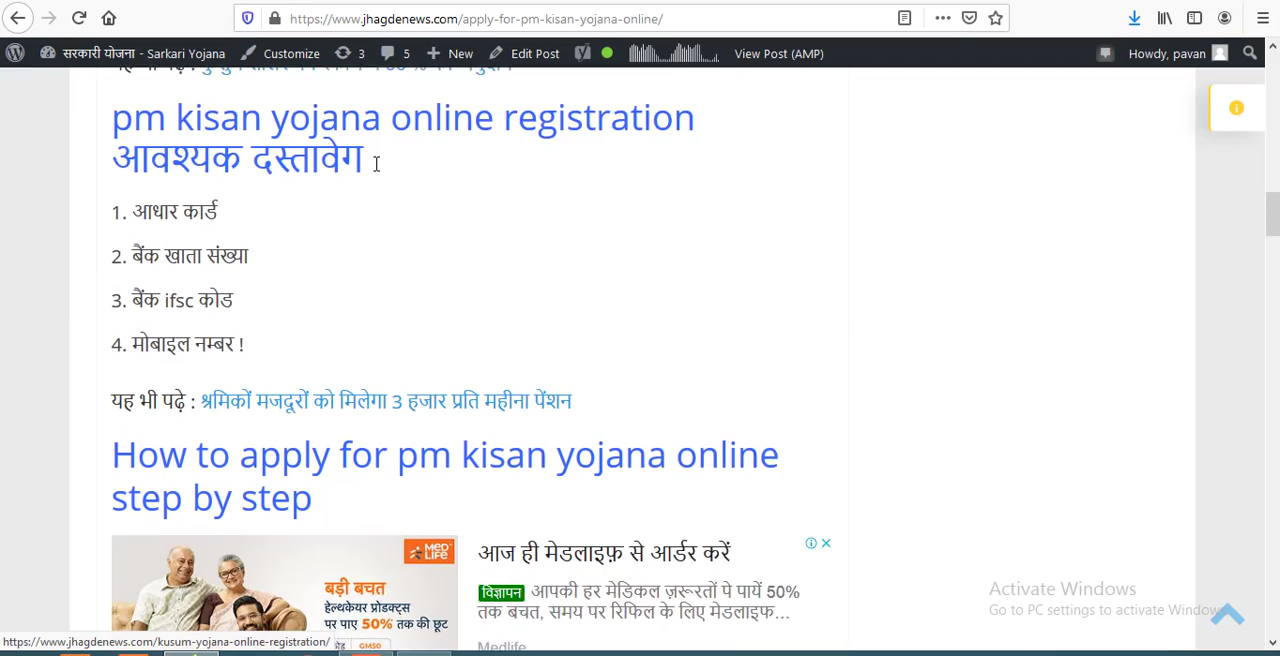 https://www.jhagdenews.com/apply-for-pm-kisan-yojana-online/
सरकारी योजना - Sarkari Yojana Customize 3 5 New Edit Post View Post (AMP) Howdy, pavan
pm kisan yojana online registration
आवश्यक दस्तावेग
1. आधार कार्ड
2. बैंक खाता संख्या
3. बैंक ifsc कोड
4. मोबाइल नम्बर !
यह भी पढ़े : श्रमिकों मजदूरों को मिलेगा 3 हजार प्रति महीना पेंशन
How to apply for pm kisan yojana online
step by step
MED LIFE
बड़ी बचत
हेल्थकेयर प्रोडक्ट्स
पर पाए 50% तक की छूट
GMSO
आज ही मेडलाइफ़ से आर्डर करें
विज्ञापन आपकी हर मेडिकल ज़रूरतों पे पायें 50%
तक बचत, समय पर रिफिल के लिए मेडलाइफ...
Medlife
Activate Windows
Go to PC settings to activate Windows
https://www.jhagdenews.com/kusum-yojana-online-registration/